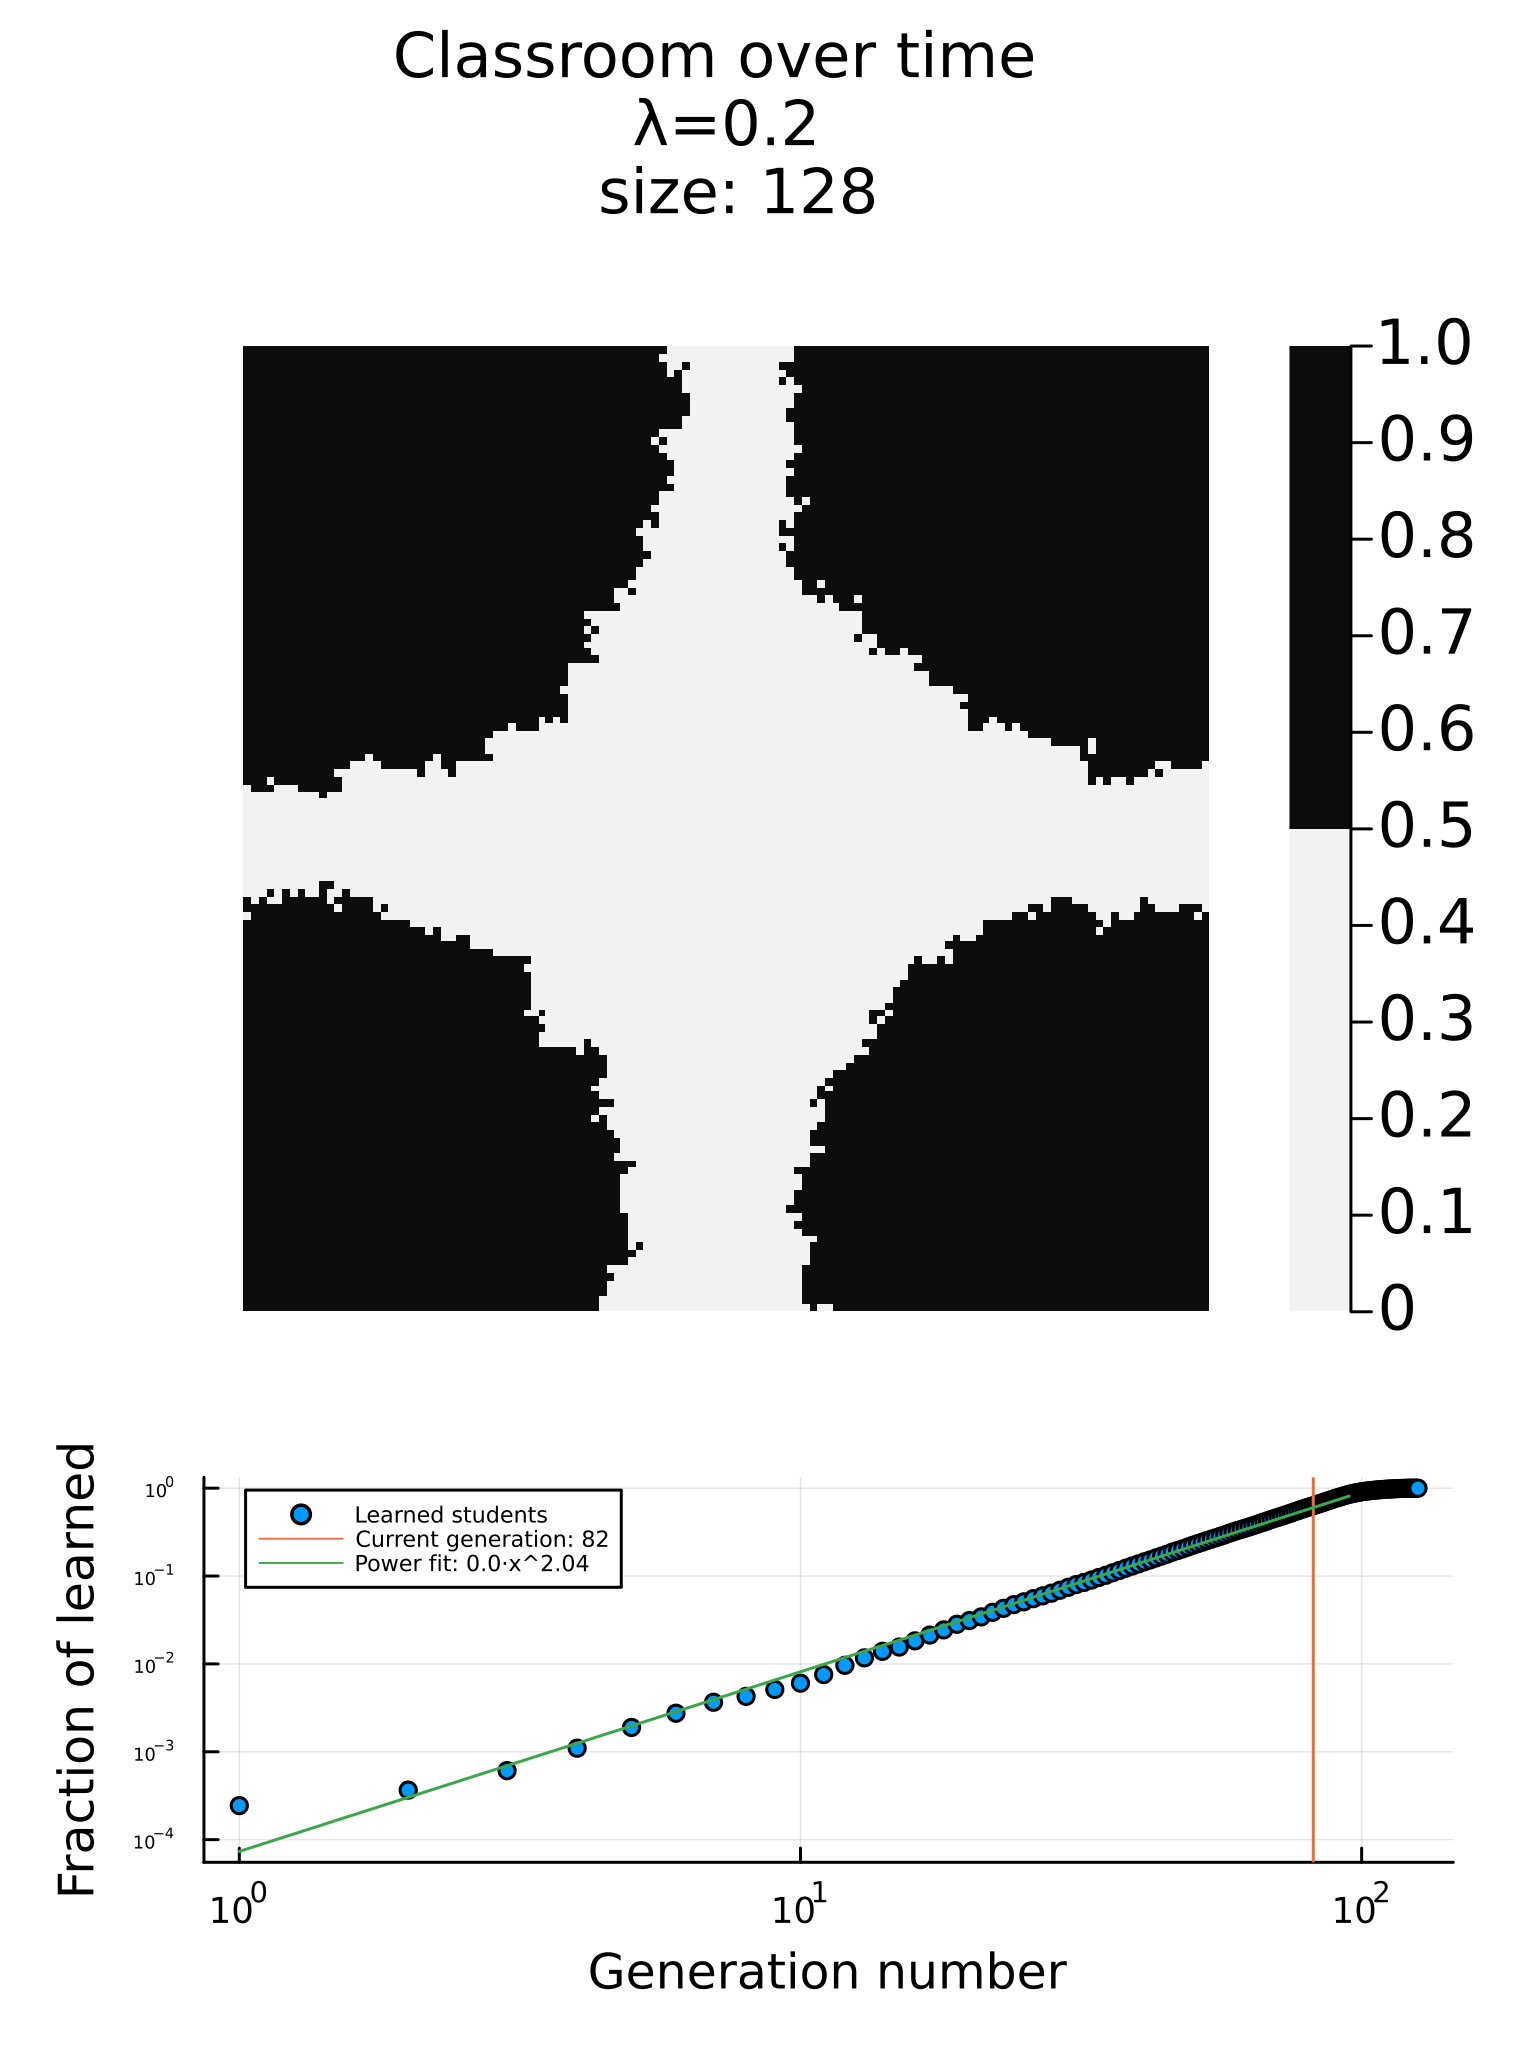 Classroom over time
λ=0.2
size: 128
1.0
0.9
0.8
0.7
0.6
0.5
0.4
0.3
0.2
0.1
0
Fraction of learned
10^0
10^-1
10^-2
10^-3
10^-4
Learned students
Current generation: 82
Power fit: 0.0·x^2.04
10^0 10^1 10^2
Generation number